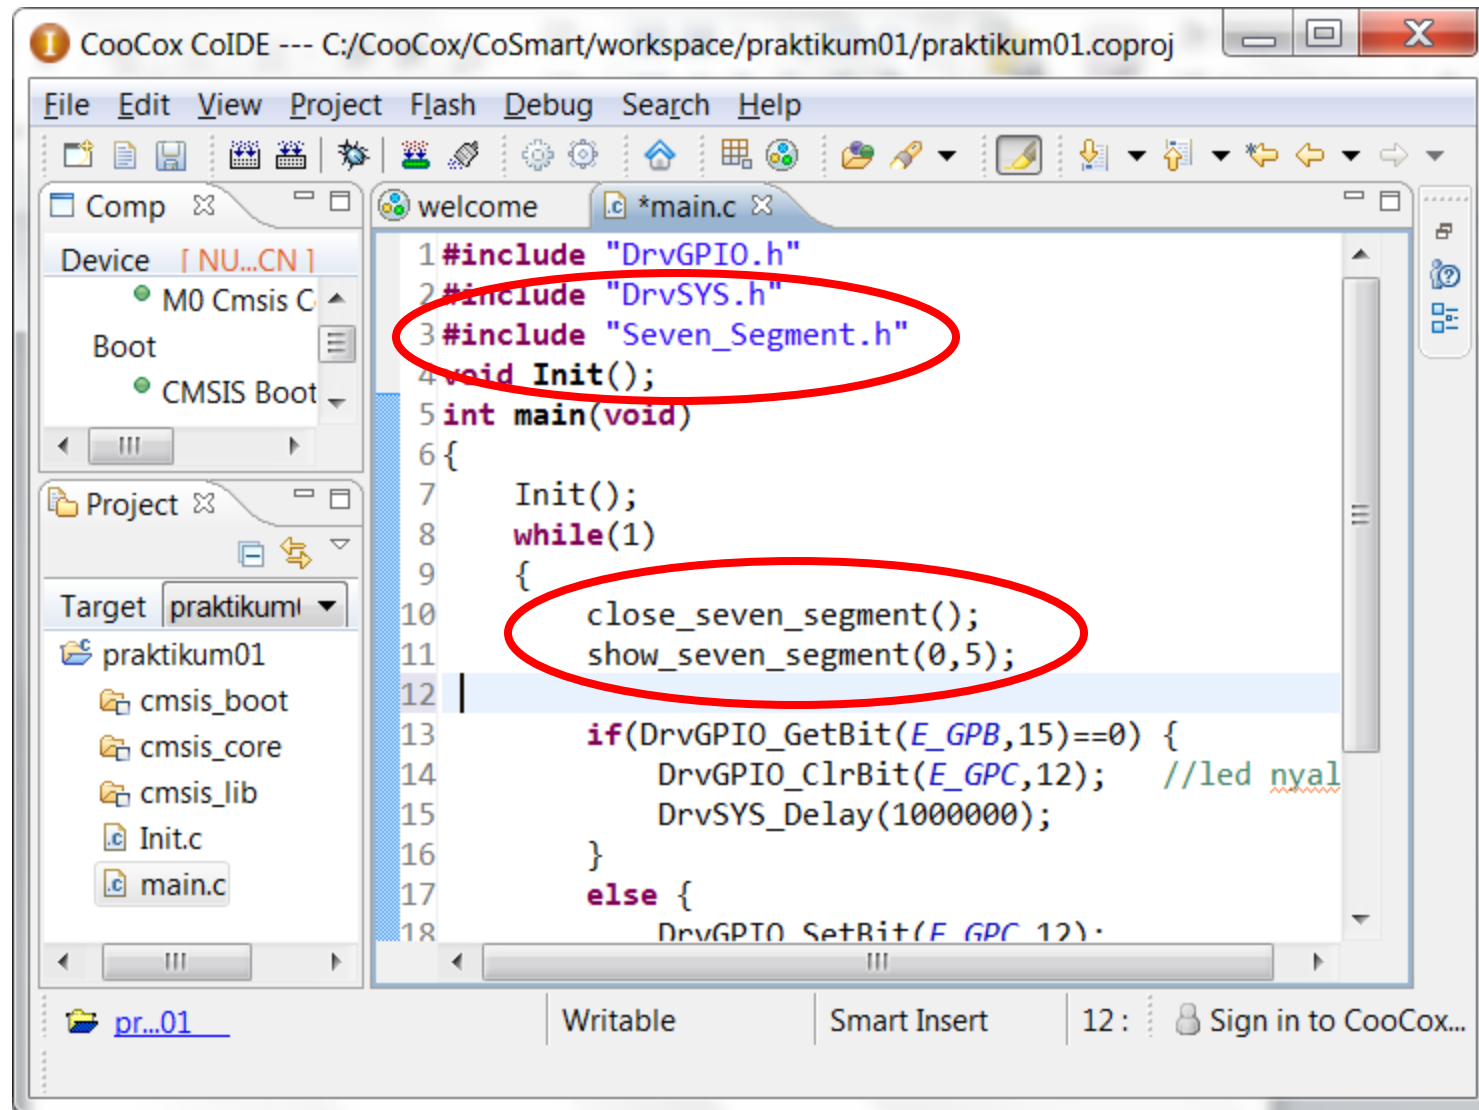 CooCox CoIDE --- C:/CooCox/CoSmart/workspace/praktikum01/praktikum01.coproj
File Edit View Project Flash Debug Search Help
Comp
Device [ NU...CN ]
M0 Cmsis C
Boot
CMSIS Boot
Project
Target praktikum
praktikum01
cmsis_boot
cmsis_core
cmsis_lib
Init.c
main.c
welcome *main.c
1 #include "DrvGPIO.h"
2 #include "DrvSYS.h"
3 #include "Seven_Segment.h"
4 void Init();
5 int main(void)
6 {
7 Init();
8 while(1)
9 {
10 close_seven_segment();
11 show_seven_segment(0,5);
12
13 if(DrvGPIO_GetBit(E_GPB,15)==0) {
14 DrvGPIO_ClrBit(E_GPC,12); //led nyal
15 DrvSYS_Delay(1000000);
16 }
17 else {
18 DrvGPIO_SetBit(E_GPC,12);
pr...01 Writable Smart Insert 12 : Sign in to CooCox...